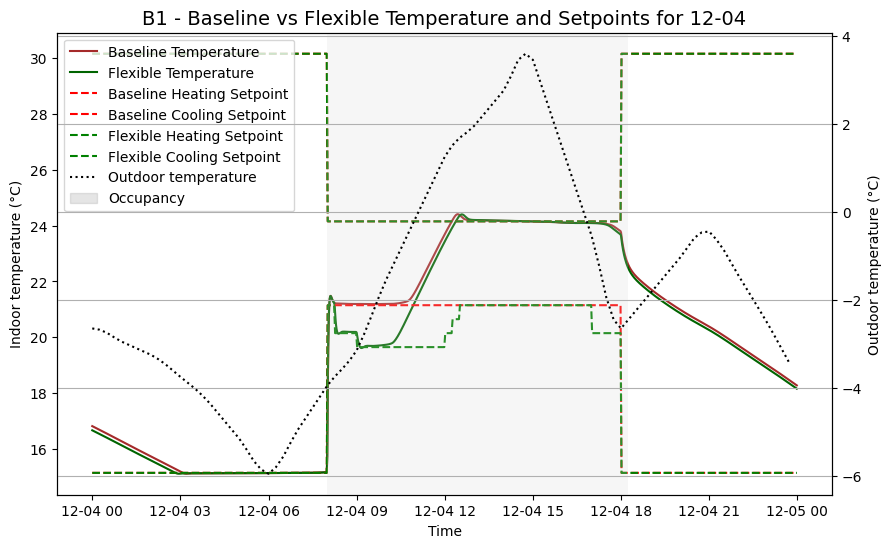 B1 - Baseline vs Flexible Temperature and Setpoints for 12-04
Baseline Temperature
Flexible Temperature
Baseline Heating Setpoint
Baseline Cooling Setpoint
Flexible Heating Setpoint
Flexible Cooling Setpoint
Outdoor temperature
Occupancy
Indoor temperature (°C)
30
28
26
24
22
20
18
16
4
2
0
−2
−4
−6
Outdoor temperature (°C)
12-04 00
12-04 03
12-04 06
12-04 09
12-04 12
12-04 15
12-04 18
12-04 21
12-05 00
Time